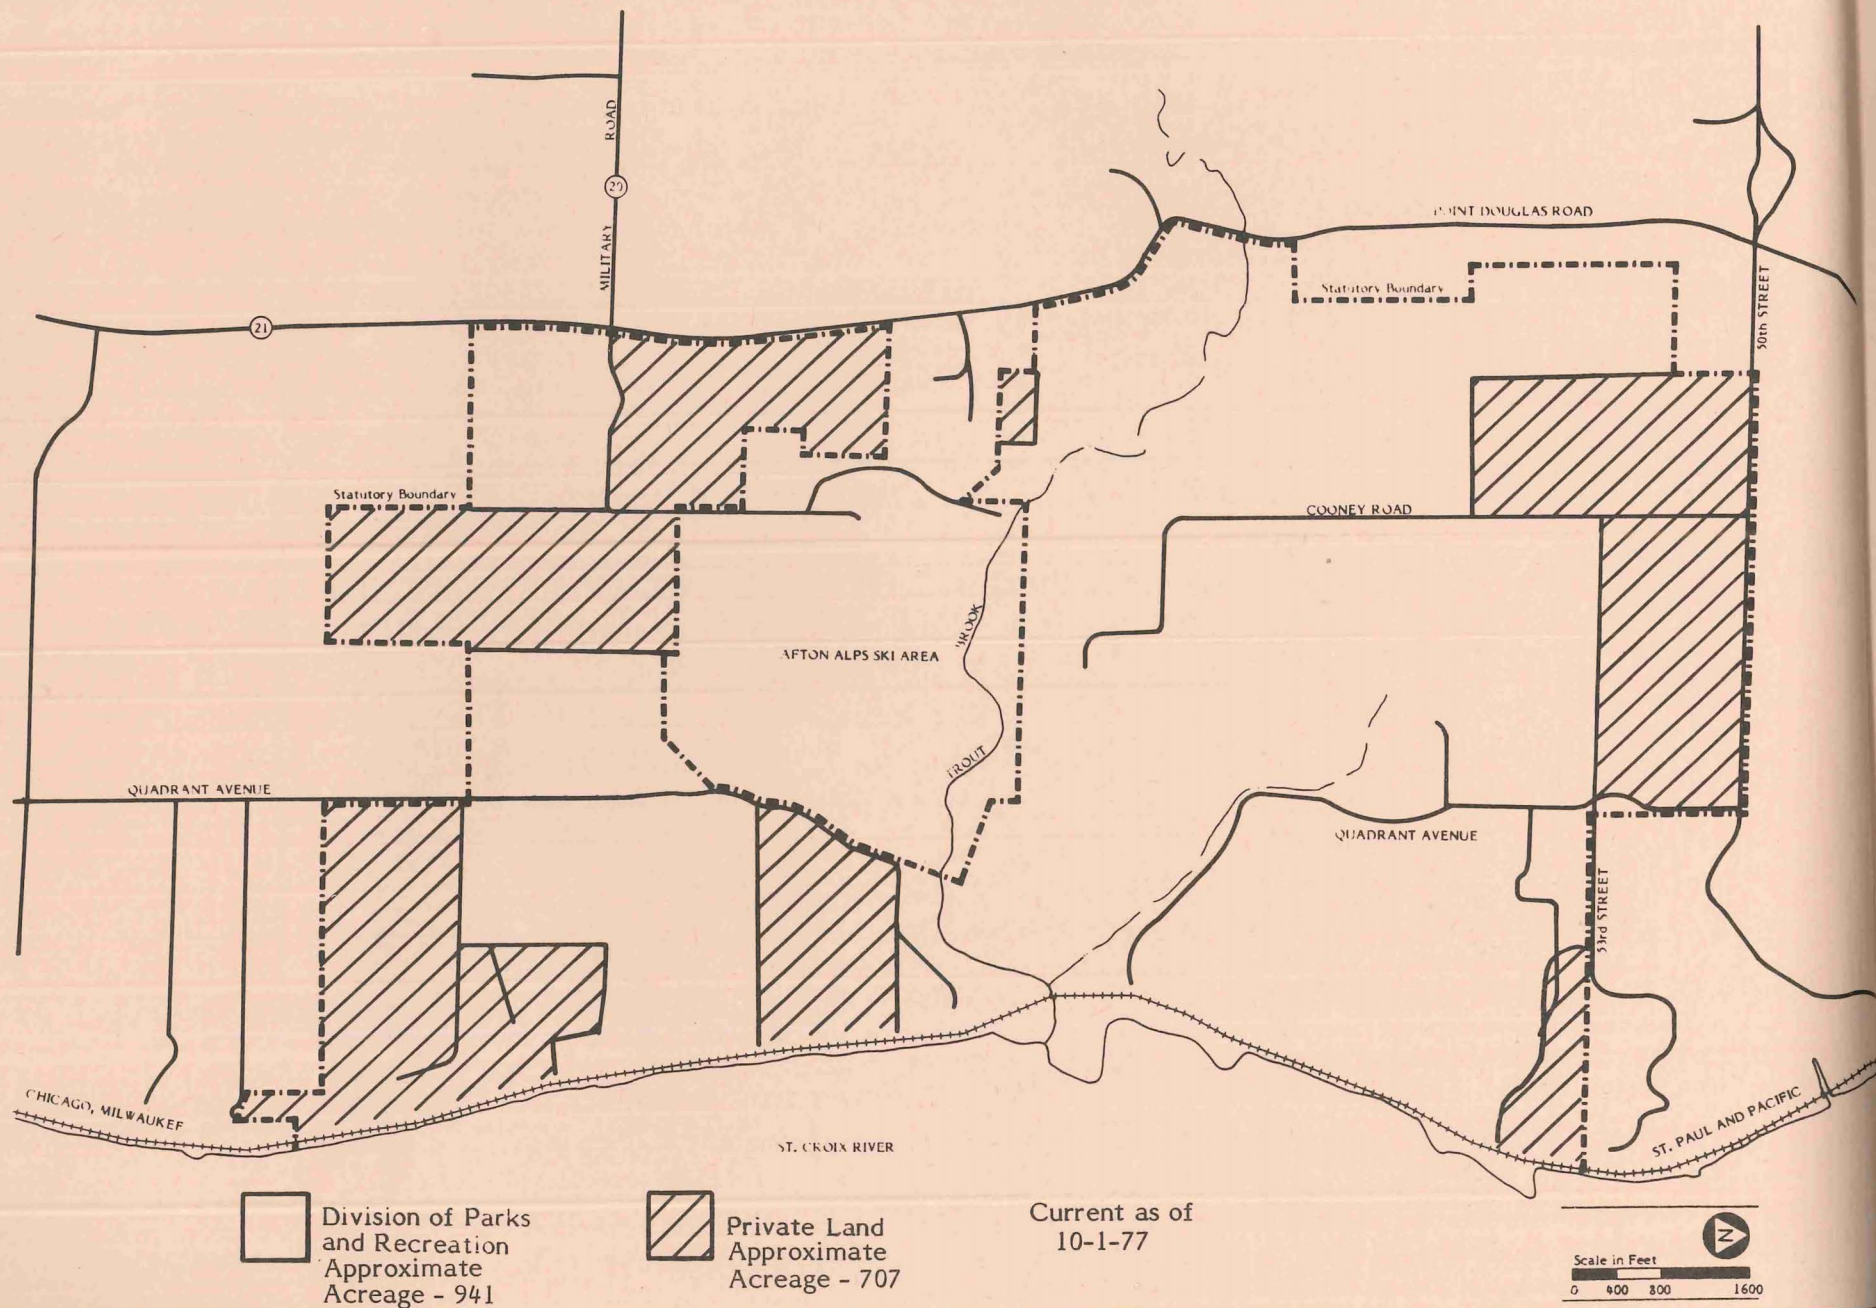 ROAD
20
MILITARY
POINT DOUGLAS ROAD
50th STREET
Statutory Boundary
21
Statutory Boundary
COONEY ROAD
BROOK
AFTON ALPS SKI AREA
TROUT
QUADRANT AVENUE
QUADRANT AVENUE
53rd STREET
CHICAGO, MILWAUKEE
ST. PAUL AND PACIFIC
ST. CROIX RIVER
Division of Parks
and Recreation
Approximate
Acreage - 941
Private Land
Approximate
Acreage - 707
Current as of
10-1-77
N
Scale in Feet
0 400 800 1600